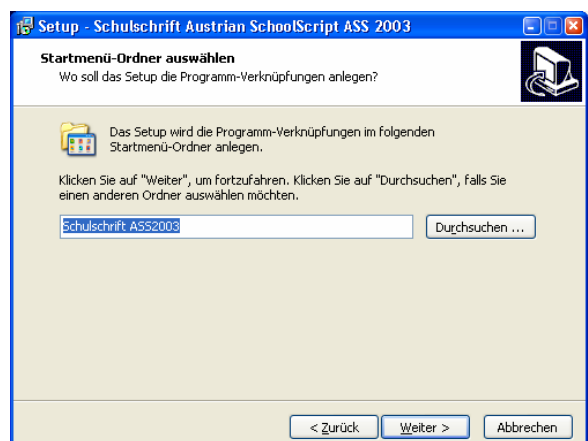 Setup - Schulschrift Austrian SchoolScript ASS 2003
Startmenü-Ordner auswählen
Wo soll das Setup die Programm-Verknüpfungen anlegen?
Das Setup wird die Programm-Verknüpfungen im folgenden
Startmenü-Ordner anlegen.
Klicken Sie auf "Weiter", um fortzufahren. Klicken Sie auf "Durchsuchen", falls Sie
einen anderen Ordner auswählen möchten.
Schulschrift ASS2003
Durchsuchen ...
< Zurück
Weiter >
Abbrechen